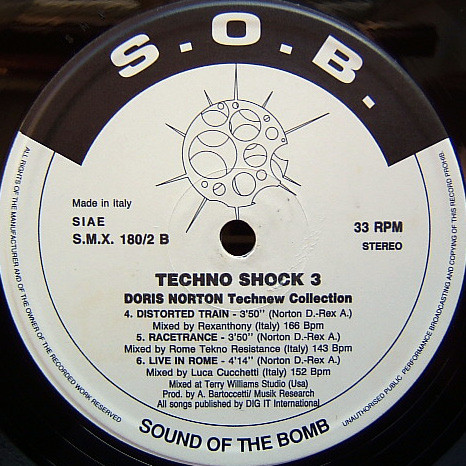 S.O.B.
Made in Italy
SIAE
S.M.X. 180/2 B
33 RPM
STEREO
TECHNO SHOCK 3
DORIS NORTON Technew Collection
4. DISTORTED TRAIN - 3'50'' (Norton D.-Rex A.)
Mixed by Rexanthony (Italy) 166 Bpm
5. RACETRANCE - 3'50'' (Norton D.-Rex A.)
Mixed by Rome Tekno Resistance (Italy) 143 Bpm
6. LIVE IN ROME - 4'14'' (Norton D.-Rex A.)
Mixed by Luca Cucchetti (Italy) 152 Bpm
Mixed at Terry Williams Studio (Usa)
Prod. by A. Bartoccetti/ Musik Research
All songs published by DIG IT International
SOUND OF THE BOMB
ALL RIGHTS OF THE MANUFACTURER AND OF THE OWNER OF THE RECORDED WORK RESERVED
UNAUTHORISED PUBLIC PERFORMANCE BROADCASTING AND COPYING OF THIS RECORD PROHIB.